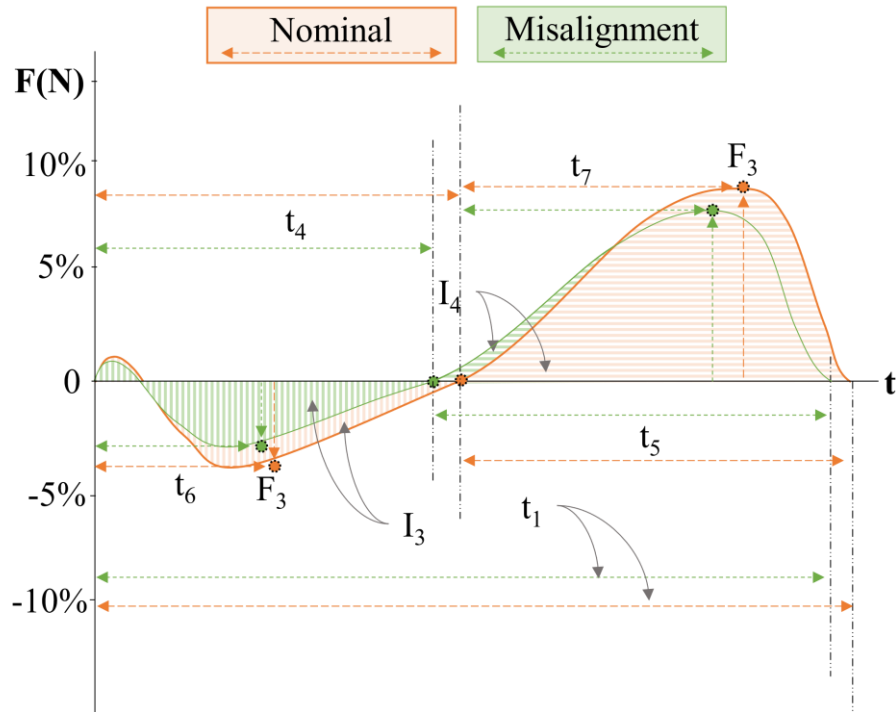 Nominal
Misalignment
F(N)
10%
t₇
F₃
t₄
5%
I₄
0
t
t₅
-5%
t₆
F₃
I₃
t₁
-10%